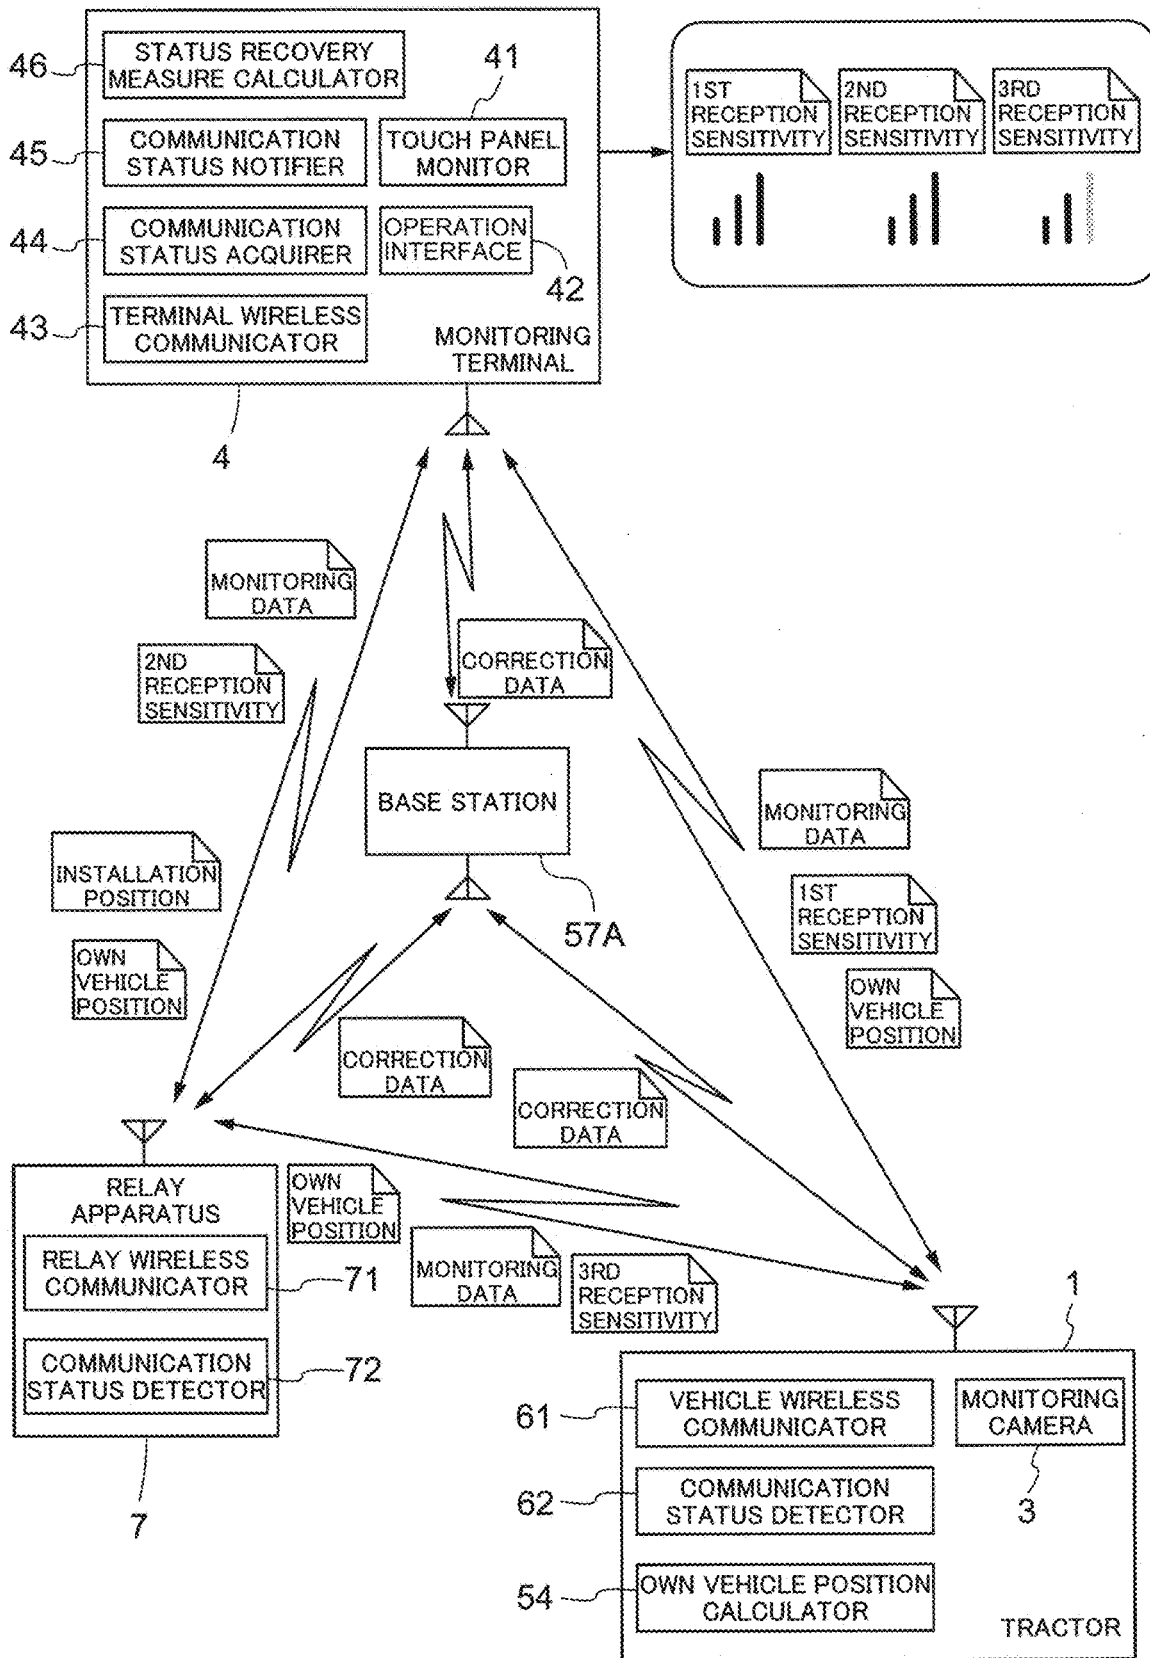 46
STATUS RECOVERY
MEASURE CALCULATOR
41
45
COMMUNICATION
STATUS NOTIFIER
TOUCH PANEL
MONITOR
44
COMMUNICATION
STATUS ACQUIRER
OPERATION
INTERFACE
42
43
TERMINAL WIRELESS
COMMUNICATOR
MONITORING
TERMINAL
4
1ST
RECEPTION
SENSITIVITY
2ND
RECEPTION
SENSITIVITY
3RD
RECEPTION
SENSITIVITY
MONITORING
DATA
2ND
RECEPTION
SENSITIVITY
CORRECTION
DATA
BASE STATION
57A
MONITORING
DATA
1ST
RECEPTION
SENSITIVITY
OWN
VEHICLE
POSITION
INSTALLATION
POSITION
OWN
VEHICLE
POSITION
CORRECTION
DATA
CORRECTION
DATA
RELAY
APPARATUS
RELAY WIRELESS
COMMUNICATOR
71
COMMUNICATION
STATUS DETECTOR
72
7
OWN
VEHICLE
POSITION
MONITORING
DATA
3RD
RECEPTION
SENSITIVITY
1
61
VEHICLE WIRELESS
COMMUNICATOR
MONITORING
CAMERA
3
62
COMMUNICATION
STATUS DETECTOR
54
OWN VEHICLE POSITION
CALCULATOR
TRACTOR